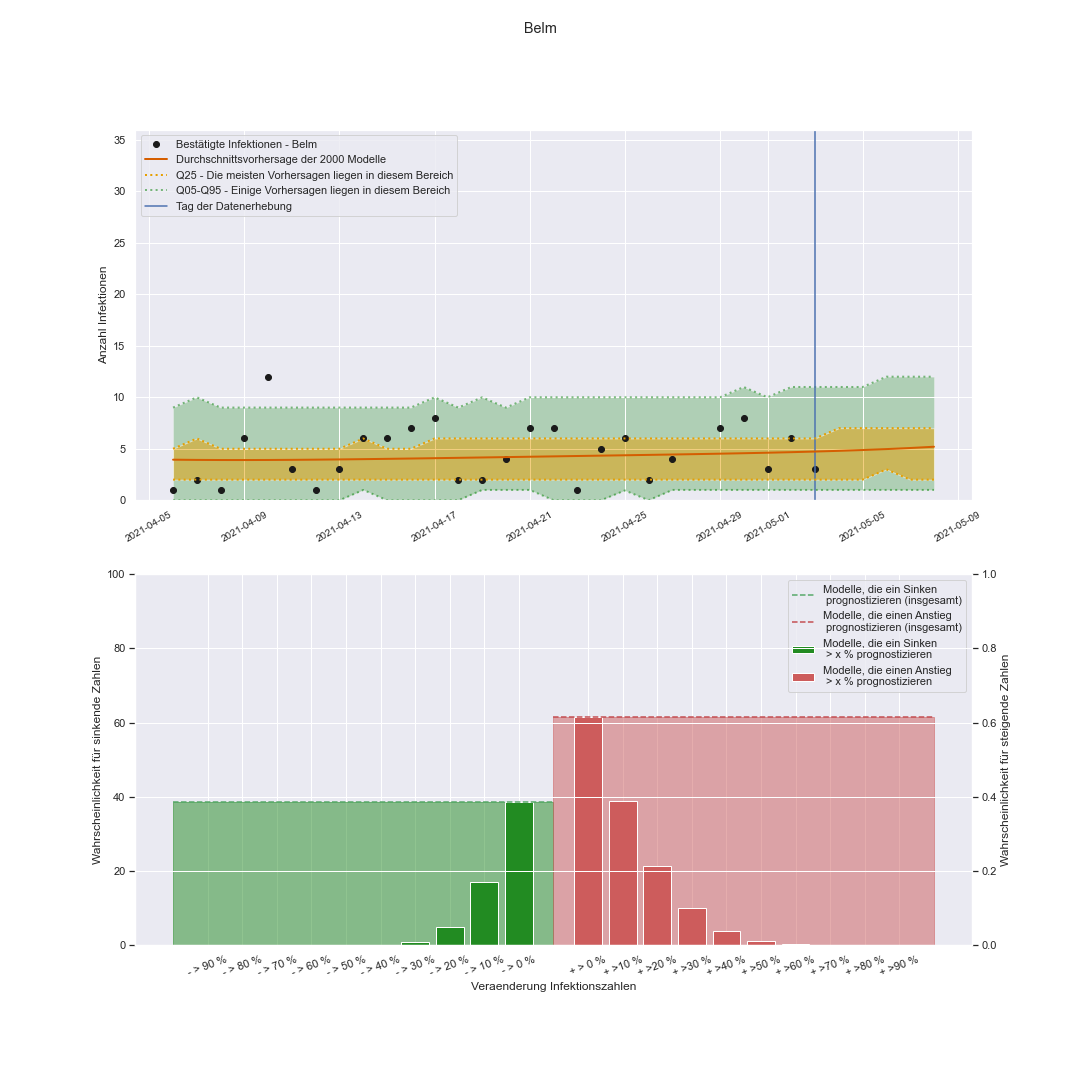 Belm
35
30
25
20
15
10
5
0
Anzahl Infektionen
Bestätigte Infektionen - Belm
Durchschnittsvorhersage der 2000 Modelle
Q25 - Die meisten Vorhersagen liegen in diesem Bereich
Q05-Q95 - Einige Vorhersagen liegen in diesem Bereich
Tag der Datenerhebung
2021-04-05
2021-04-09
2021-04-13
2021-04-17
2021-04-21
2021-04-25
2021-04-29
2021-05-01
2021-05-05
2021-05-09
100
80
60
40
20
0
Wahrscheinlichkeit für sinkende Zahlen
Modelle, die ein Sinken
prognostizieren (insgesamt)
Modelle, die einen Anstieg
prognostizieren (insgesamt)
Modelle, die ein Sinken
> x % prognostizieren
Modelle, die einen Anstieg
> x % prognostizieren
1.0
0.8
0.6
0.4
0.2
0.0
Wahrscheinlichkeit für steigende Zahlen
- > 90 %
- > 80 %
- > 70 %
- > 60 %
- > 50 %
- > 40 %
- > 30 %
- > 20 %
- > 10 %
- > 0 %
+ > 0 %
+ >10 %
+ >20 %
+ >30 %
+ >40 %
+ >50 %
+ >60 %
+ >70 %
+ >80 %
+ >90 %
Veraenderung Infektionszahlen